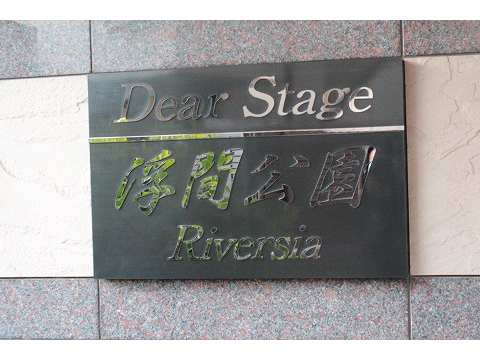 Dear Stage
浮間公園
Riversia